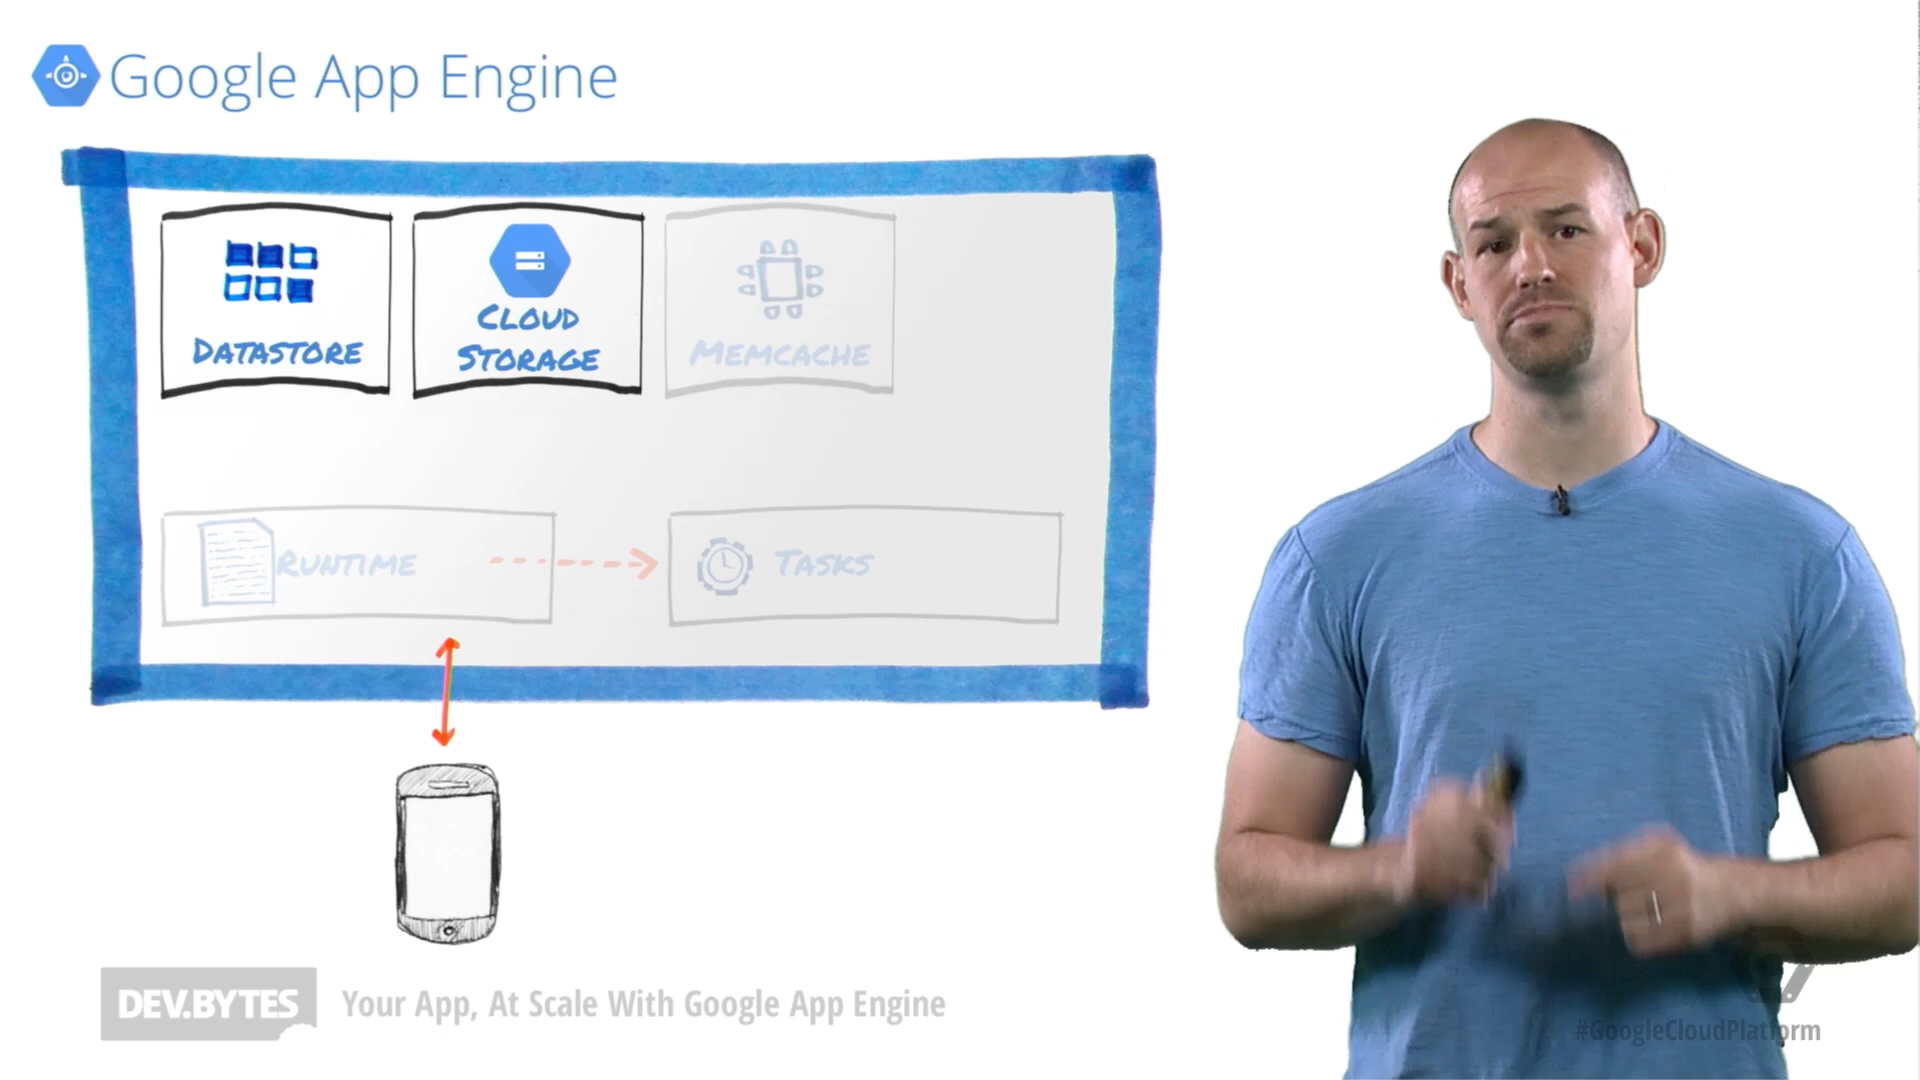 Google App Engine
DATASTORE
CLOUD
STORAGE
MEMCACHE
RUNTIME
TASKS
DEV.BYTES
Your App, At Scale With Google App Engine
#GoogleCloudPlatform